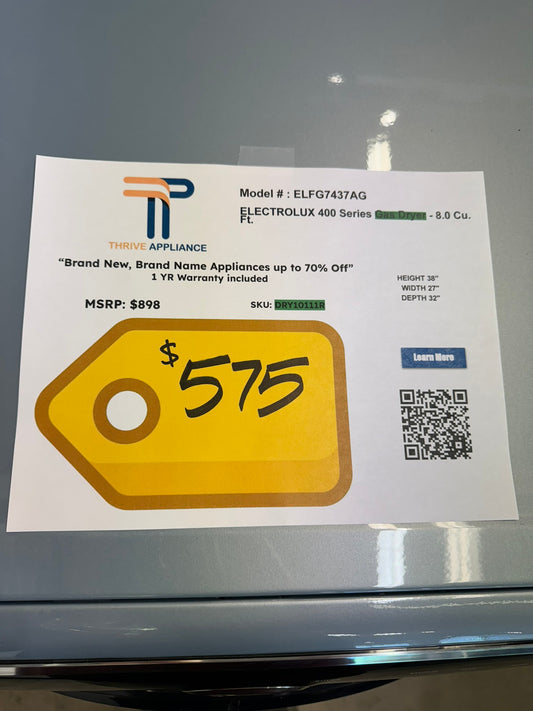 THRIVE APPLIANCE
Model # : ELFG7437AG
ELECTROLUX 400 Series Gas Dryer - 8.0 Cu.
Ft.
“Brand New, Brand Name Appliances up to 70% Off”
1 YR Warranty included
HEIGHT 38"
WIDTH 27"
DEPTH 32"
MSRP: $898
SKU: DRY10111R
Learn More
$575